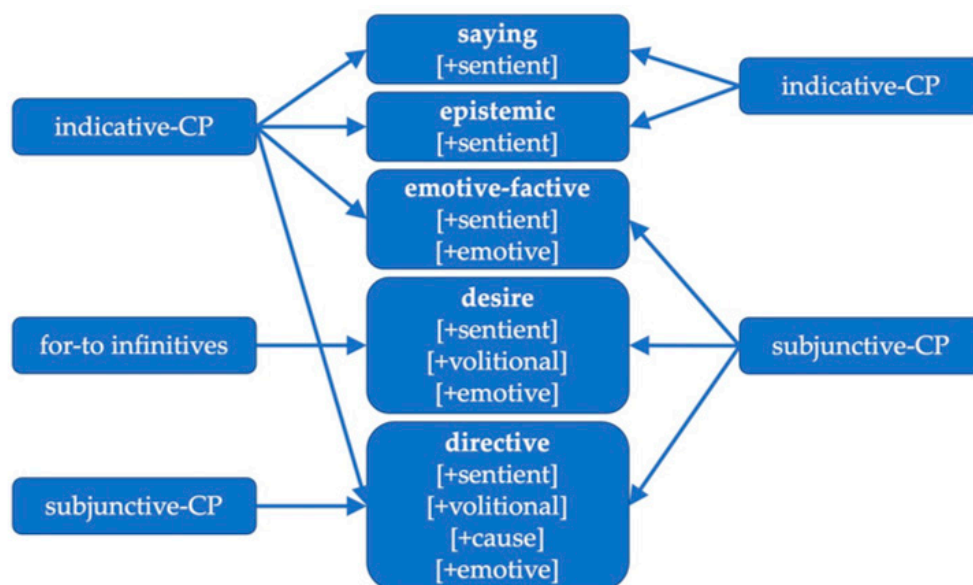 saying
[+sentient]
indicative-CP
epistemic
[+sentient]
indicative-CP
emotive-factive
[+sentient]
[+emotive]
desire
[+sentient]
[+volitional]
[+emotive]
for-to infinitives
subjunctive-CP
directive
[+sentient]
[+volitional]
[+cause]
[+emotive]
subjunctive-CP